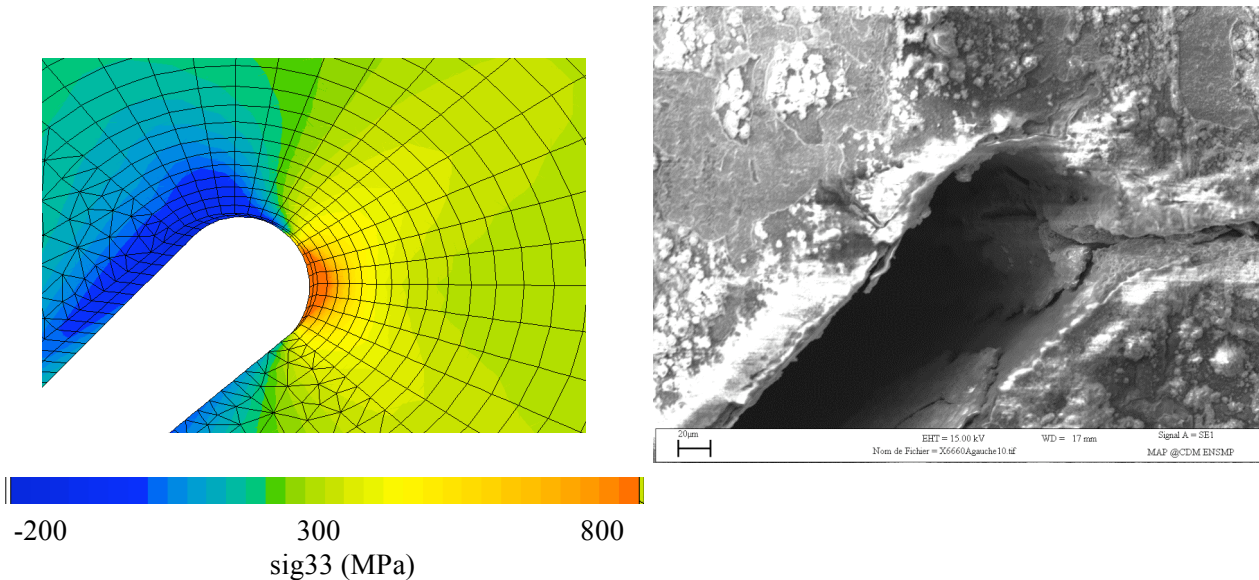 -200
300
800
sig33 (MPa)
20µm
EHT = 15.00 kV
WD = 17 mm
Signal A = SE1
Nom de Fichier = X6660Agauche10.tif
MAP @CDM ENSMP